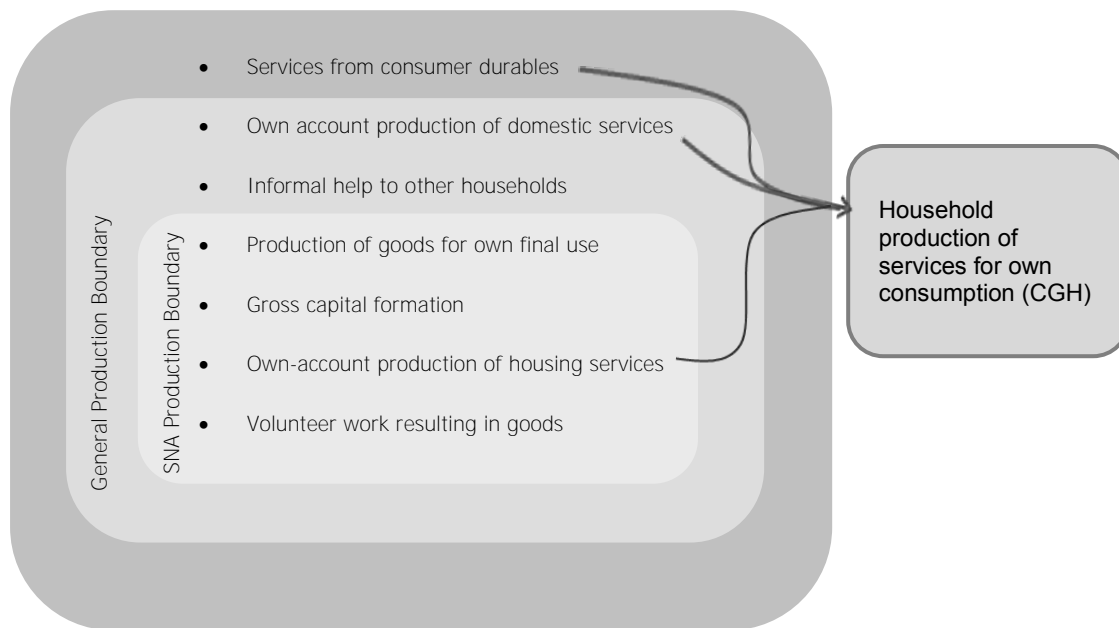 • Services from consumer durables
• Own account production of domestic services
• Informal help to other households
• Production of goods for own final use
• Gross capital formation
• Own-account production of housing services
• Volunteer work resulting in goods
General Production Boundary
SNA Production Boundary
Household
production of
services for own
consumption (CGH)